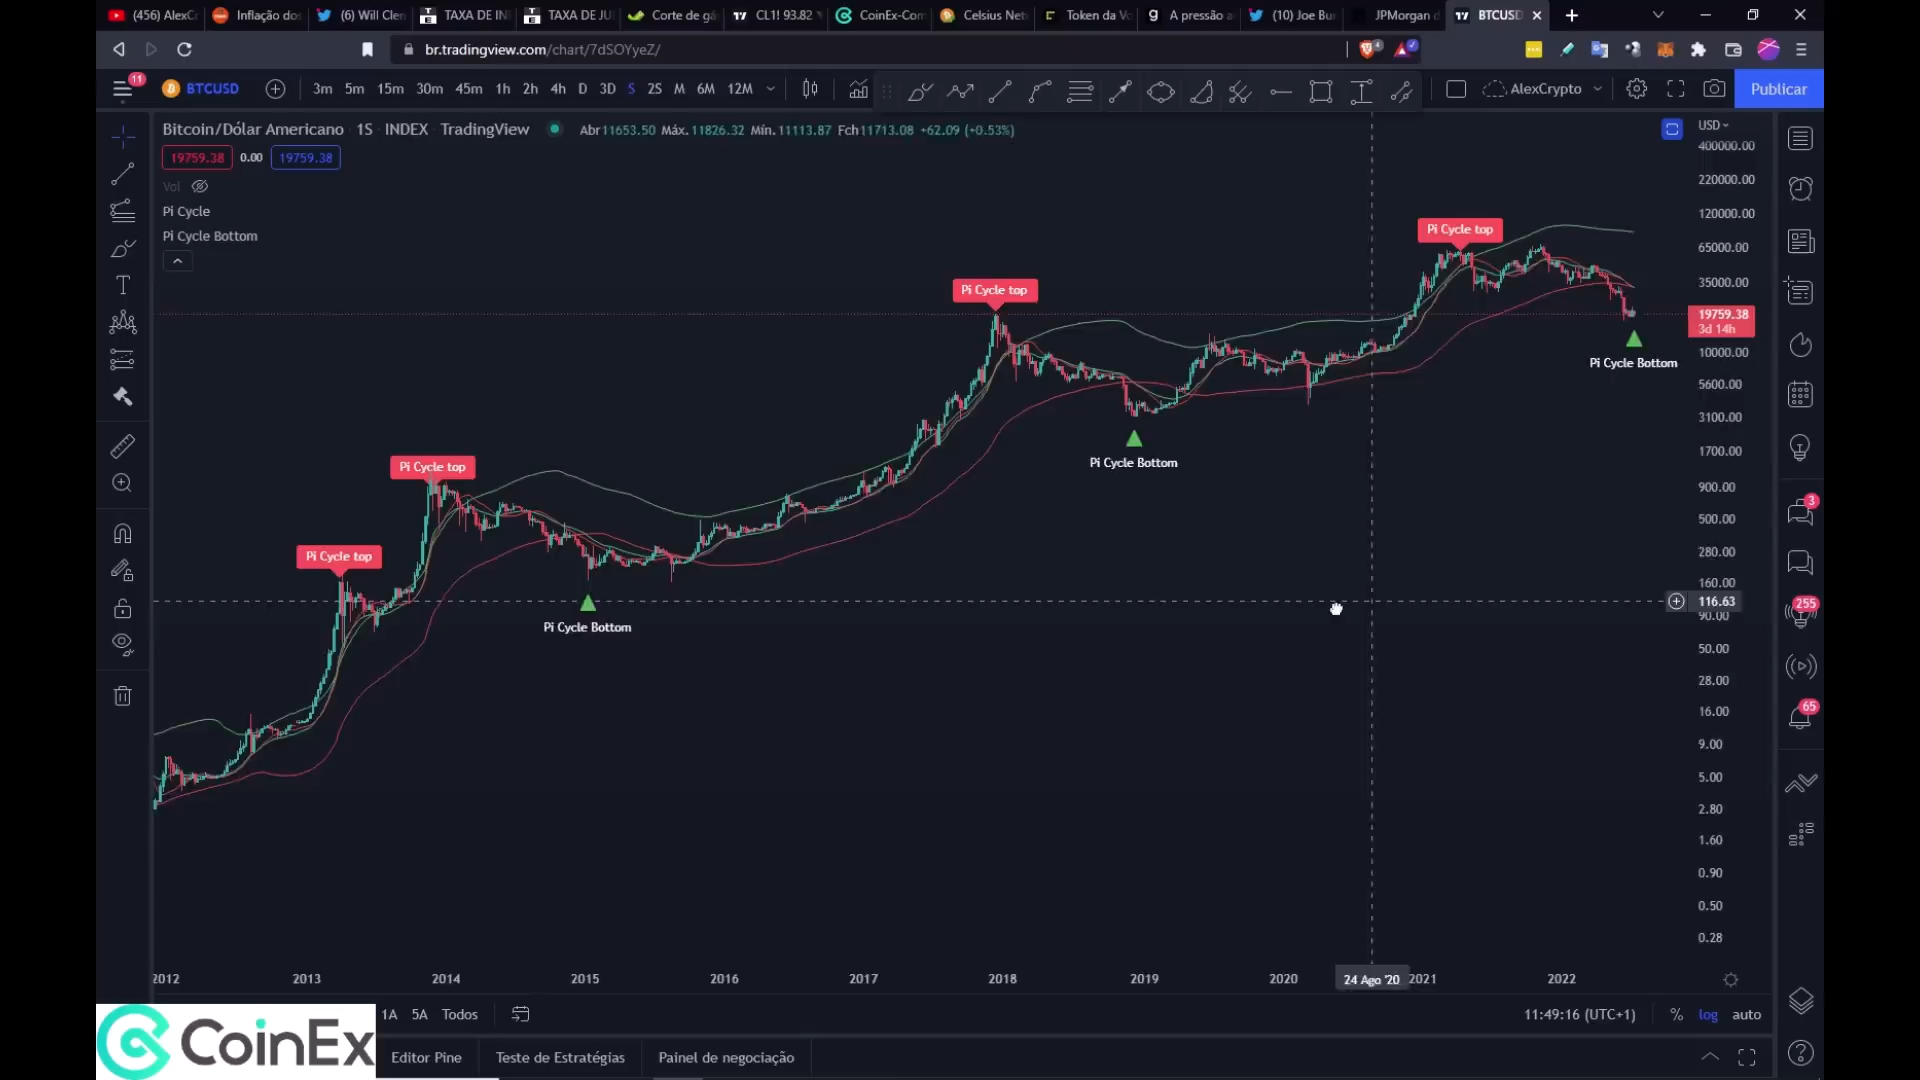 (456) AlexC
Inflação do
(6) Will Cle
TAXA DE IN
TAXA DE JU
Corte de gá
CL1! 93.82
CoinEx-Com
Celsius Net
Token da V
A pressão a
(10) Joe Bu
JPMorgan d
BTCUSD
br.tradingview.com/chart/7dSOYyeZ/
11
BTCUSD
3m 5m 15m 30m 45m 1h 2h 4h D 3D S 2S M 6M 12M
AlexCrypto
Publicar
Bitcoin/Dólar Americano 1S INDEX TradingView
Abr11653.50 Máx.11826.32 Mín.11113.87 Fch11713.08 +62.09 (+0.53%)
USD
19759.38 0.00 19759.38
Vol
Pi Cycle
Pi Cycle Bottom
Pi Cycle top
Pi Cycle top
Pi Cycle top
Pi Cycle top
Pi Cycle Bottom
Pi Cycle Bottom
Pi Cycle Bottom
400000.00
220000.00
120000.00
65000.00
35000.00
19759.38
3d 14h
10000.00
5600.00
3100.00
1700.00
900.00
500.00
280.00
160.00
116.63
90.00
50.00
28.00
16.00
9.00
5.00
2.80
1.60
0.90
0.50
0.28
3
255
65
2012 2013 2014 2015 2016 2017 2018 2019 2020 24 Ago '20 2021 2022
1A 5A Todos
11:49:16 (UTC+1) % log auto
CoinEx
Editor Pine Teste de Estratégias Painel de negociação